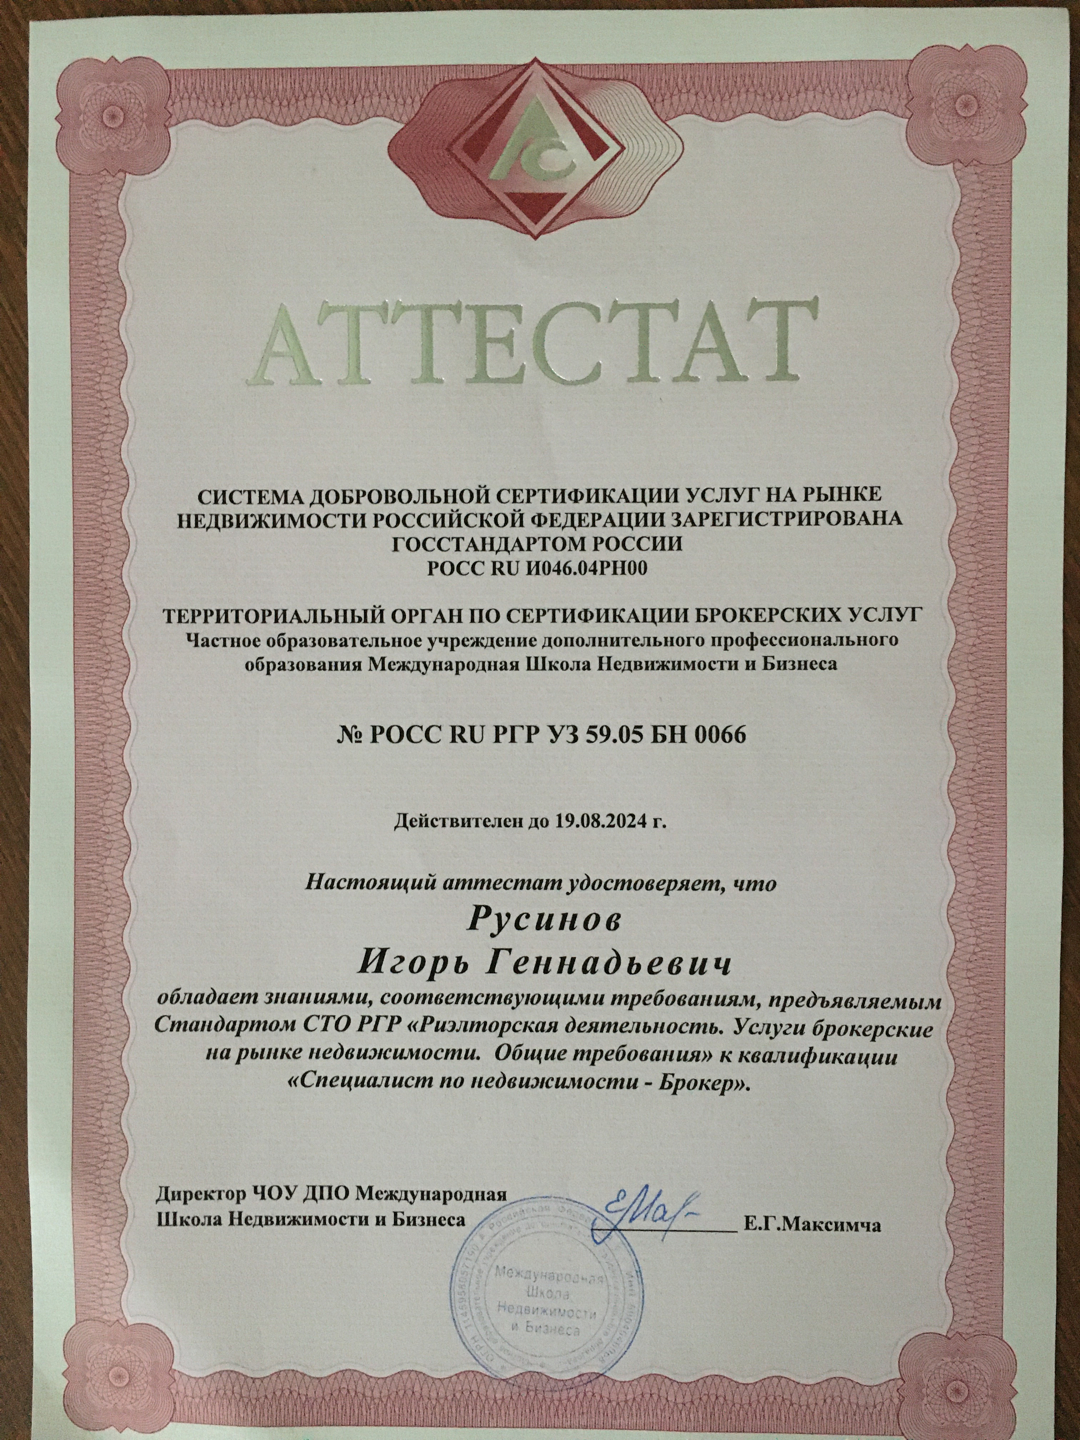 АС
АТТЕСТАТ
СИСТЕМА ДОБРОВОЛЬНОЙ СЕРТИФИКАЦИИ УСЛУГ НА РЫНКЕ
НЕДВИЖИМОСТИ РОССИЙСКОЙ ФЕДЕРАЦИИ ЗАРЕГИСТРИРОВАНА
ГОССТАНДАРТОМ РОССИИ
РОСС RU И046.04РН00
ТЕРРИТОРИАЛЬНЫЙ ОРГАН ПО СЕРТИФИКАЦИИ БРОКЕРСКИХ УСЛУГ
Частное образовательное учреждение дополнительного профессионального
образования Международная Школа Недвижимости и Бизнеса
№ РОСС RU РГР УЗ 59.05 БН 0066
Действителен до 19.08.2024 г.
Настоящий аттестат удостоверяет, что
Русинов
Игорь Геннадьевич
обладает знаниями, соответствующими требованиям, предъявляемым
Стандартом СТО РГР «Риэлторская деятельность. Услуги брокерские
на рынке недвижимости. Общие требования» к квалификации
«Специалист по недвижимости - Брокер».
Директор ЧОУ ДПО Международная
Школа Недвижимости и Бизнеса
Е.Г.Максимча
Международная
Школа
Недвижимости
и Бизнеса